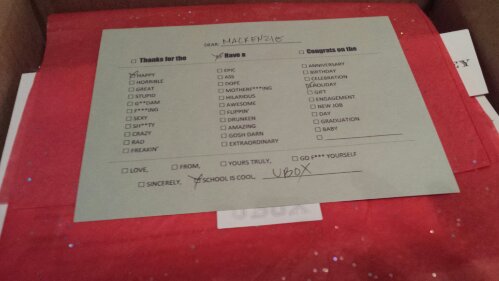 DEAR: MACKENZIE
Thanks for the Have a Congrats on the
HAPPY EPIC ANNIVERSARY
HORRIBLE ASS BIRTHDAY
GREAT DOPE CELEBRATION
STUPID MOTHERF***ING HOLIDAY
G**DAM HILARIOUS GIFT
F***ING AWESOME ENGAGEMENT
SEXY FLIPPIN' NEW JOB
SH**TY DRUNKEN DAY
CRAZY AMAZING GRADUATION
RAD GOSH DARN BABY
FREAKIN' EXTRAORDINARY
LOVE, FROM, YOURS TRULY, GO F*** YOURSELF
SINCERELY, SCHOOL IS COOL, UBOX
UBOX